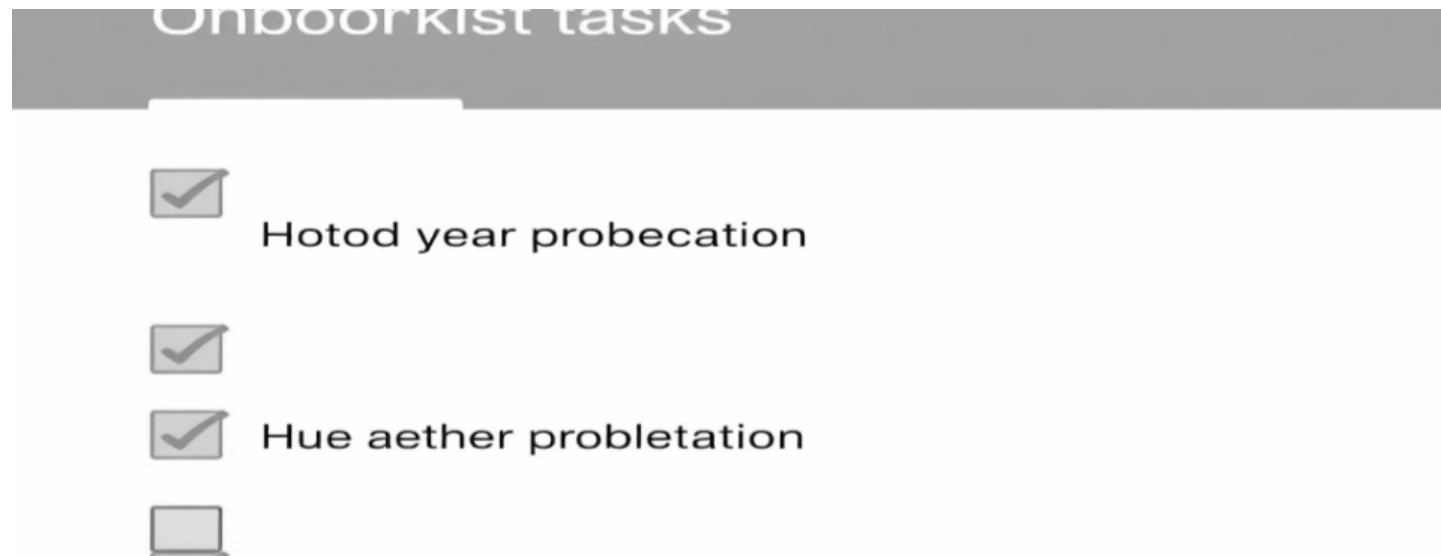 Onboorkist tasks
Hotod year probecation
Hue aether probletation